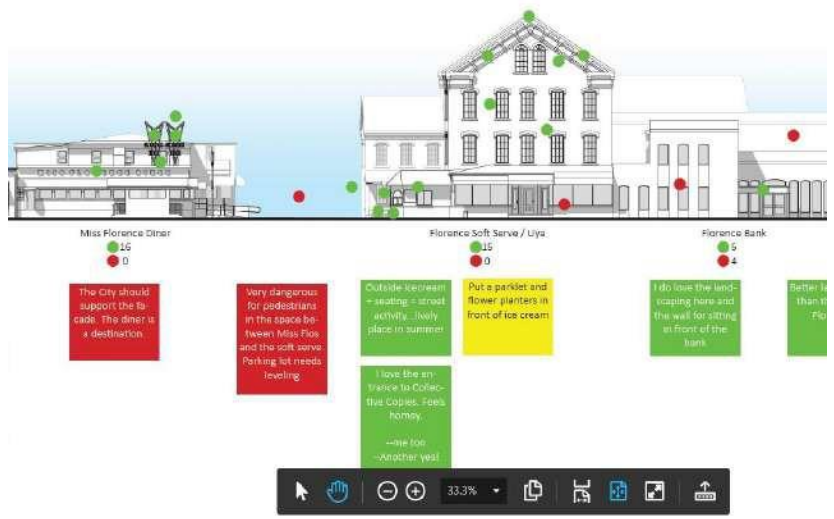 Miss Florence Diner
16
0
Florence Soft Serve / Uya
15
0
Florence Bank
5
4
The City should
support the fa-
cade. The diner is
a destination.
Very dangerous
for pedestrians
in the space be-
tween Miss Flos
and the soft serve
Parking lot needs
leveling
Outside icecream
+ seating = street
activity...lively
place in summer
Put a parklet and
flower planters in
front of ice cream
I do love the land-
scaping here and
the wall for sitting
in front of the
bank
Better
than th
Flo
I love the en-
trance to Collec-
tive Copies. Feels
homey.
--me too
--Another yes!
33.3%